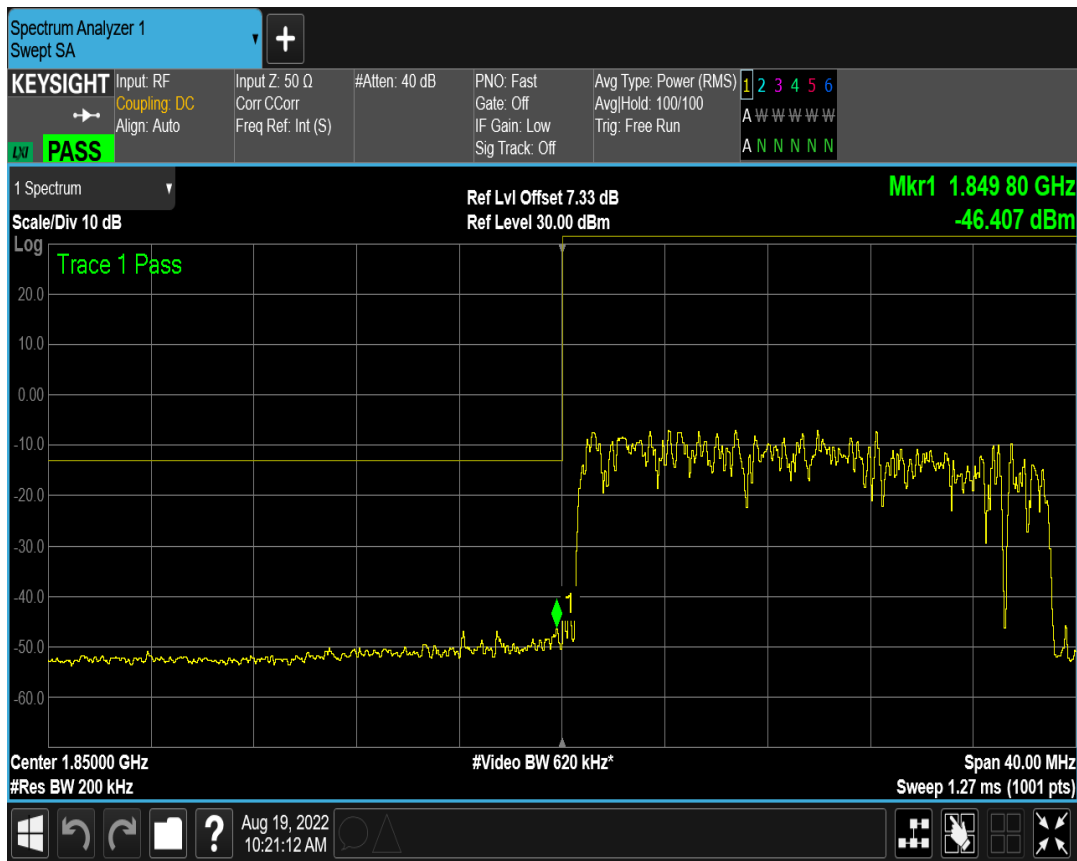 Spectrum Analyzer 1
Swept SA
+
KEYSIGHT
LXI PASS
Input: RF
Coupling: DC
Align: Auto
Input Z: 50 Ω
Corr CCorr
Freq Ref: Int (S)
#Atten: 40 dB
PNO: Fast
Gate: Off
IF Gain: Low
Sig Track: Off
Avg Type: Power (RMS)
Avg|Hold: 100/100
Trig: Free Run
1 2 3 4 5 6
A W W W W W
A N N N N N
1 Spectrum
Scale/Div 10 dB
Ref Lvl Offset 7.33 dB
Ref Level 30.00 dBm
Mkr1 1.849 80 GHz
-46.407 dBm
Log
Trace 1 Pass
20.0
10.0
0.00
-10.0
-20.0
-30.0
-40.0
1
-50.0
-60.0
Center 1.85000 GHz
#Video BW 620 kHz*
Span 40.00 MHz
#Res BW 200 kHz
Sweep 1.27 ms (1001 pts)
?
Aug 19, 2022
10:21:12 AM